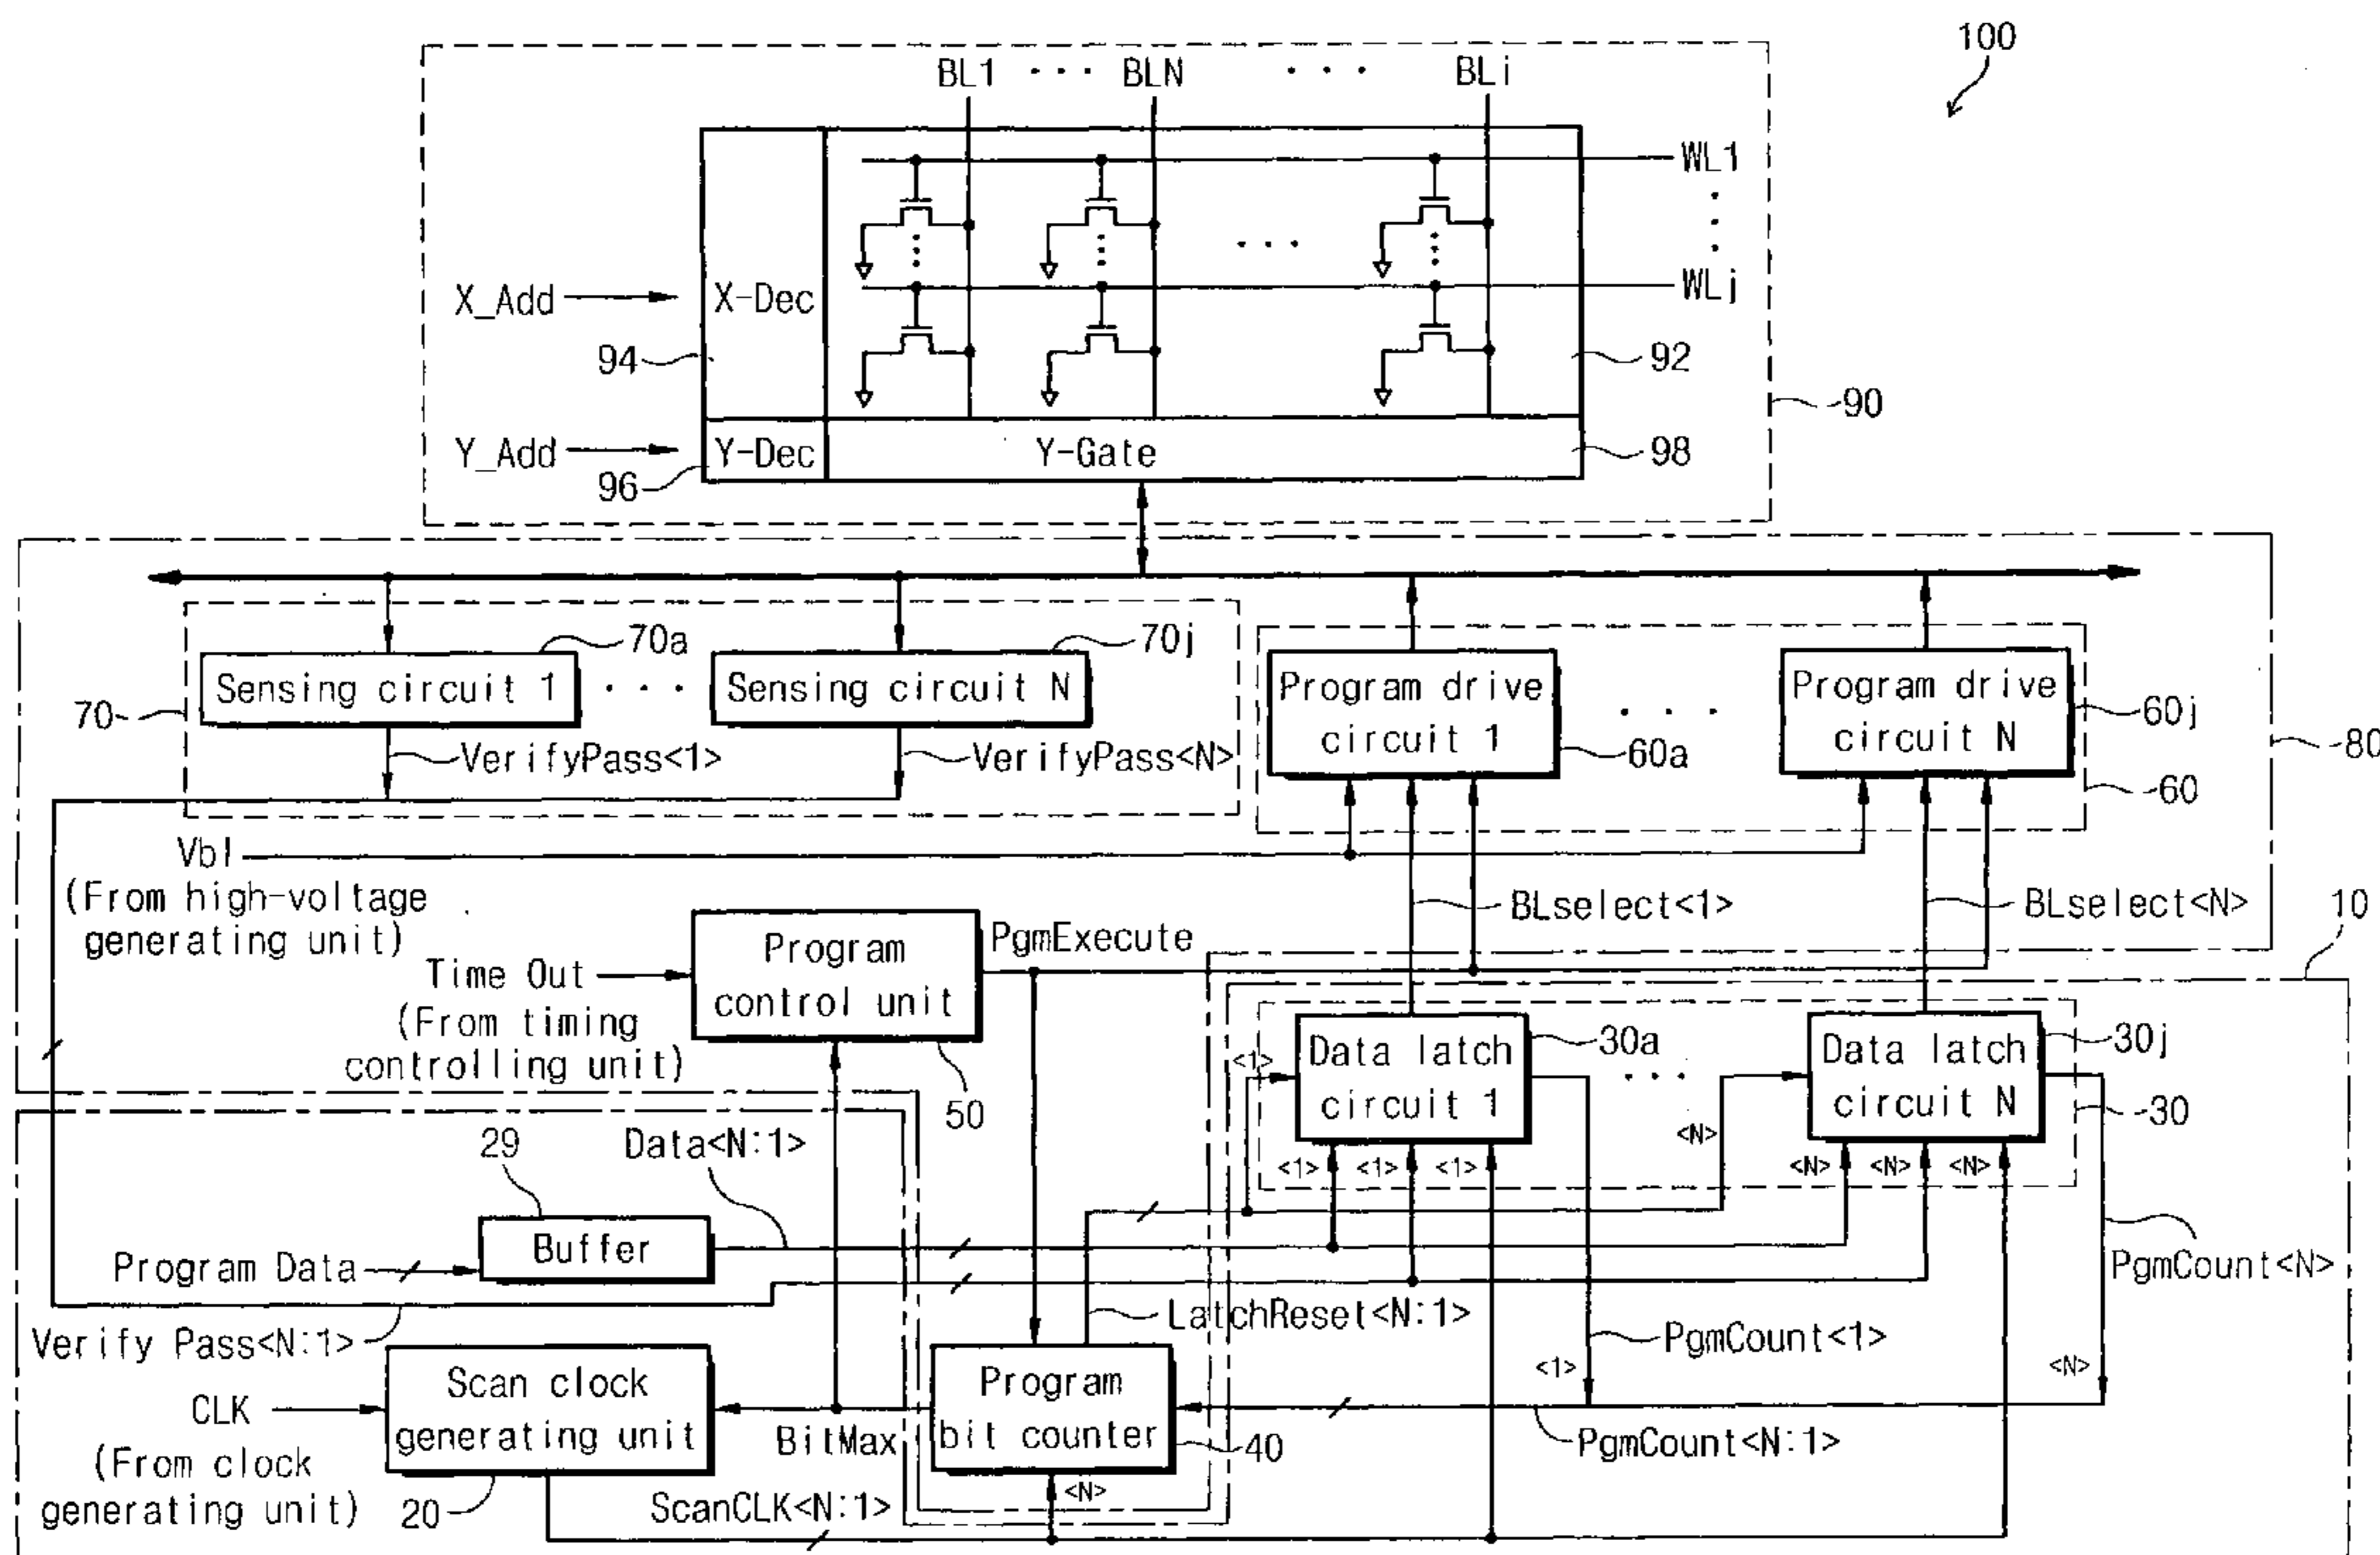 100
BL1 ··· BLN ··· BLi
WL1
X_Add
X-Dec
WLj
94
92
90
Y_Add
Y-Dec
Y-Gate
98
96
70a
70j
Sensing circuit 1
···
Sensing circuit N
Program drive
circuit 1
···
Program drive
circuit N
60j
70
VerifyPass<1>
VerifyPass<N>
60a
80
60
Vbl
(From high-voltage
generating unit)
BLselect<1>
BLselect<N>
10
Program
control unit
PgmExecute
Time Out
(From timing
controlling unit)
50
<1>
Data latch
circuit 1
30a
···
Data latch
circuit N
30j
30
29
Data<N:1>
<N>
<1> <1> <1>
<N> <N> <N>
Buffer
Program Data
PgmCount<N>
LatchReset<N:1>
Verify Pass<N:1>
PgmCount<1>
Scan clock
generating unit
Program
bit counter
<1>
<N>
CLK
(From clock
generating unit)
BitMax
40
PgmCount<N:1>
20
ScanCLK<N:1>
<N>